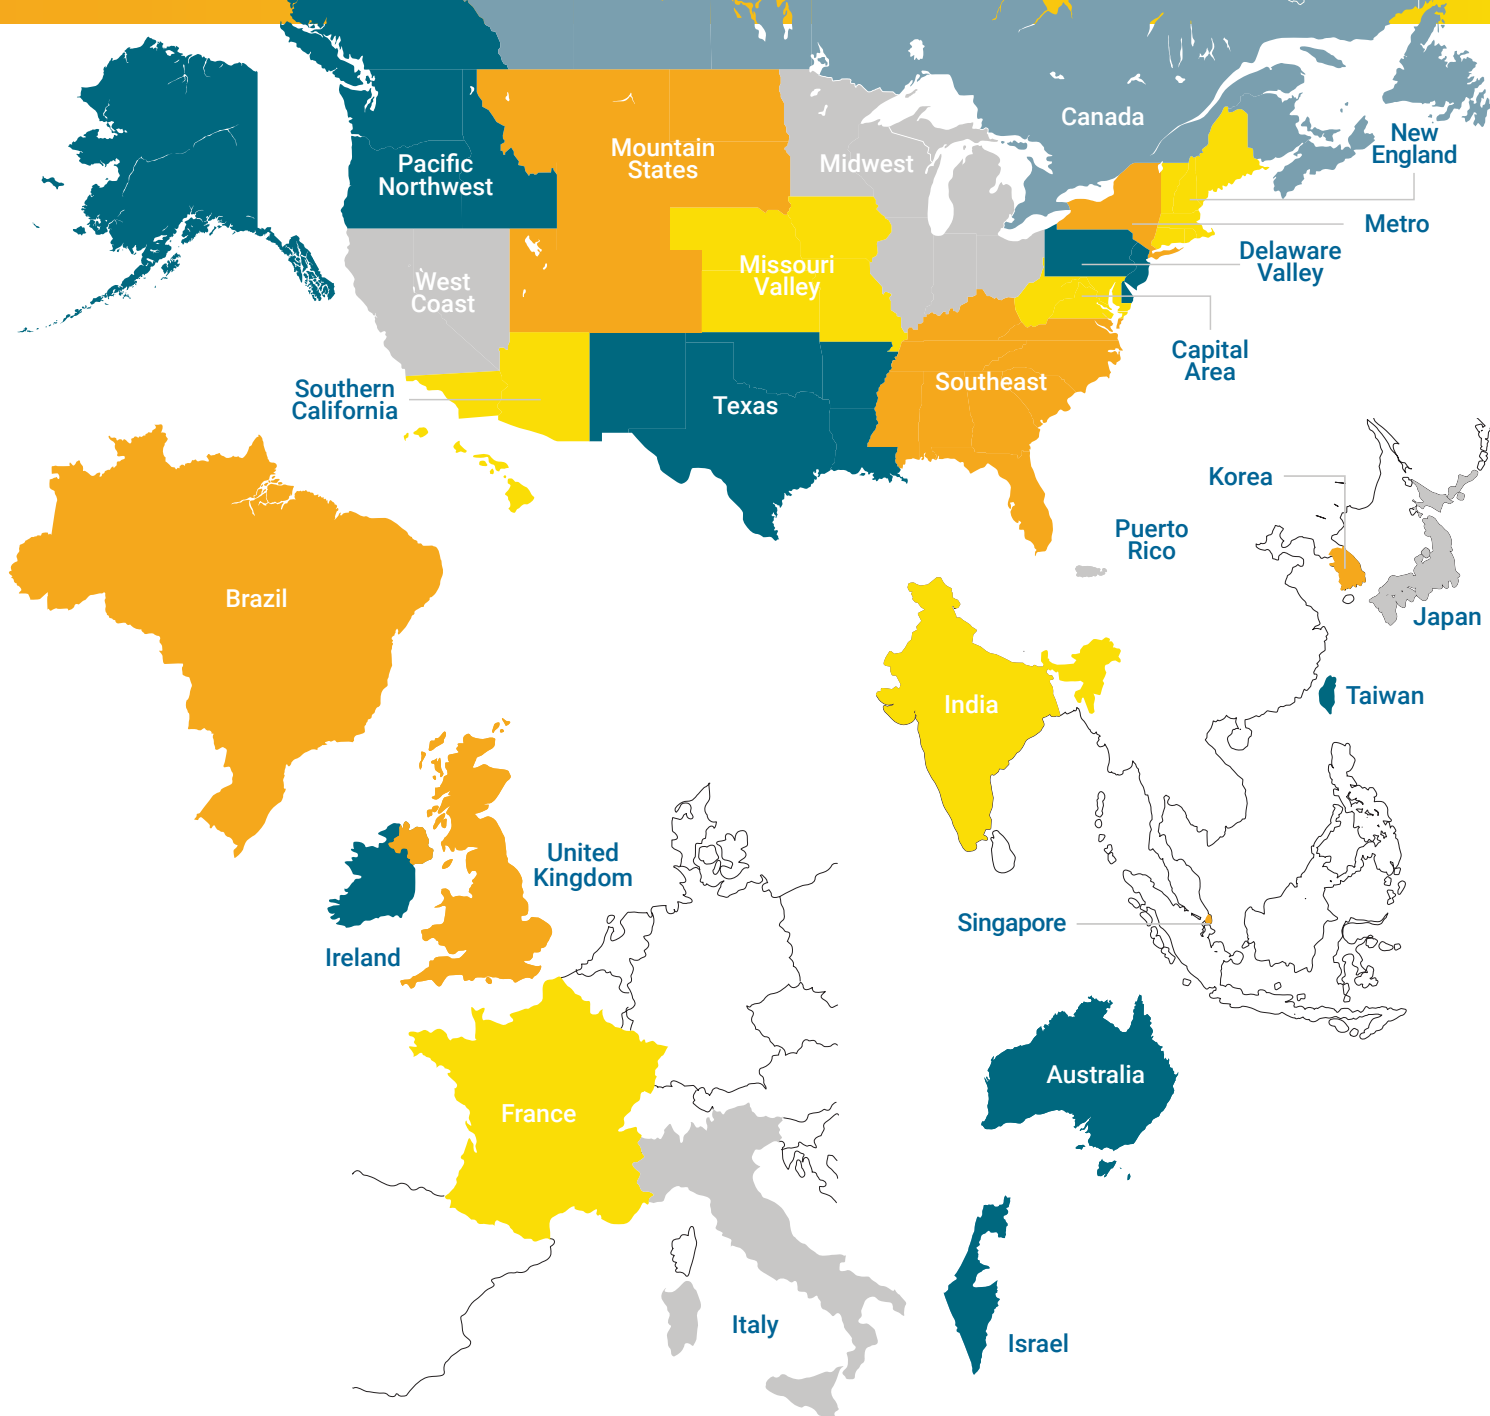 Canada
New
England
Pacific
Northwest
Mountain
States
Midwest
Metro
Delaware
Valley
West
Coast
Missouri
Valley
Capital
Area
Southern
California
Southeast
Texas
Korea
Puerto
Rico
Brazil
Japan
India
Taiwan
United
Kingdom
Singapore
Ireland
Australia
France
Italy
Israel